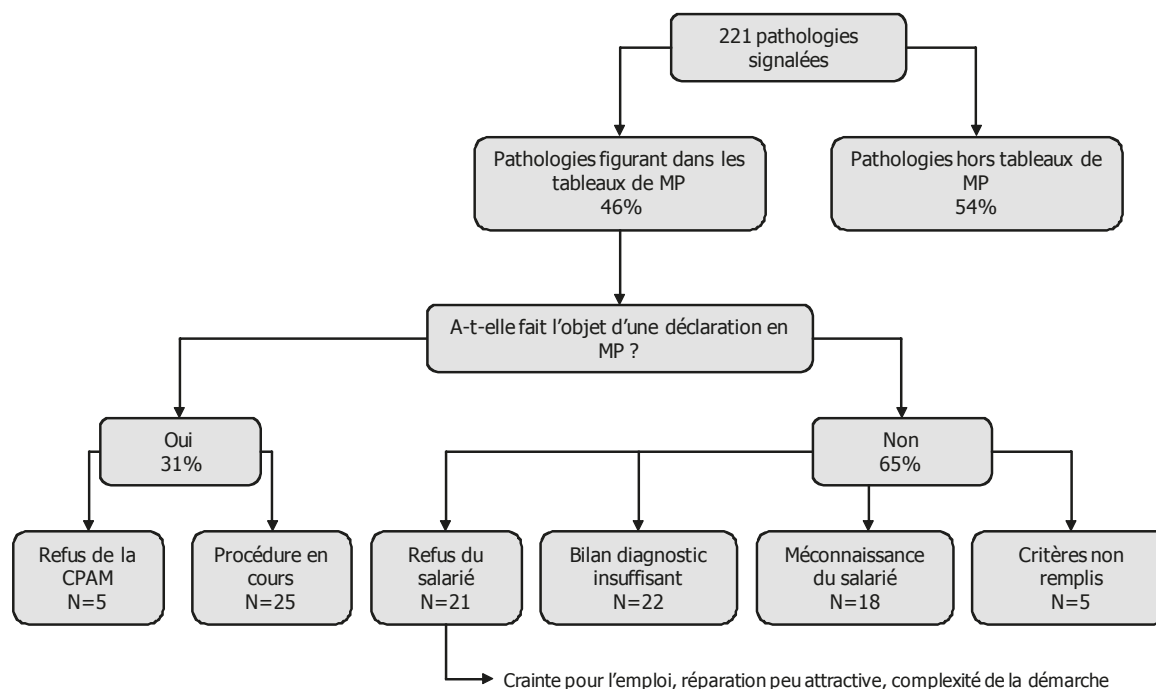 221 pathologies
signalées
Pathologies figurant dans les
tableaux de MP
46%
Pathologies hors tableaux de
MP
54%
A-t-elle fait l’objet d’une déclaration en
MP ?
Oui
31%
Non
65%
Refus de la
CPAM
N=5
Procédure en
cours
N=25
Refus du
salarié
N=21
Bilan diagnostic
insuffisant
N=22
Méconnaissance
du salarié
N=18
Critères non
remplis
N=5
Crainte pour l’emploi, réparation peu attractive, complexité de la démarche